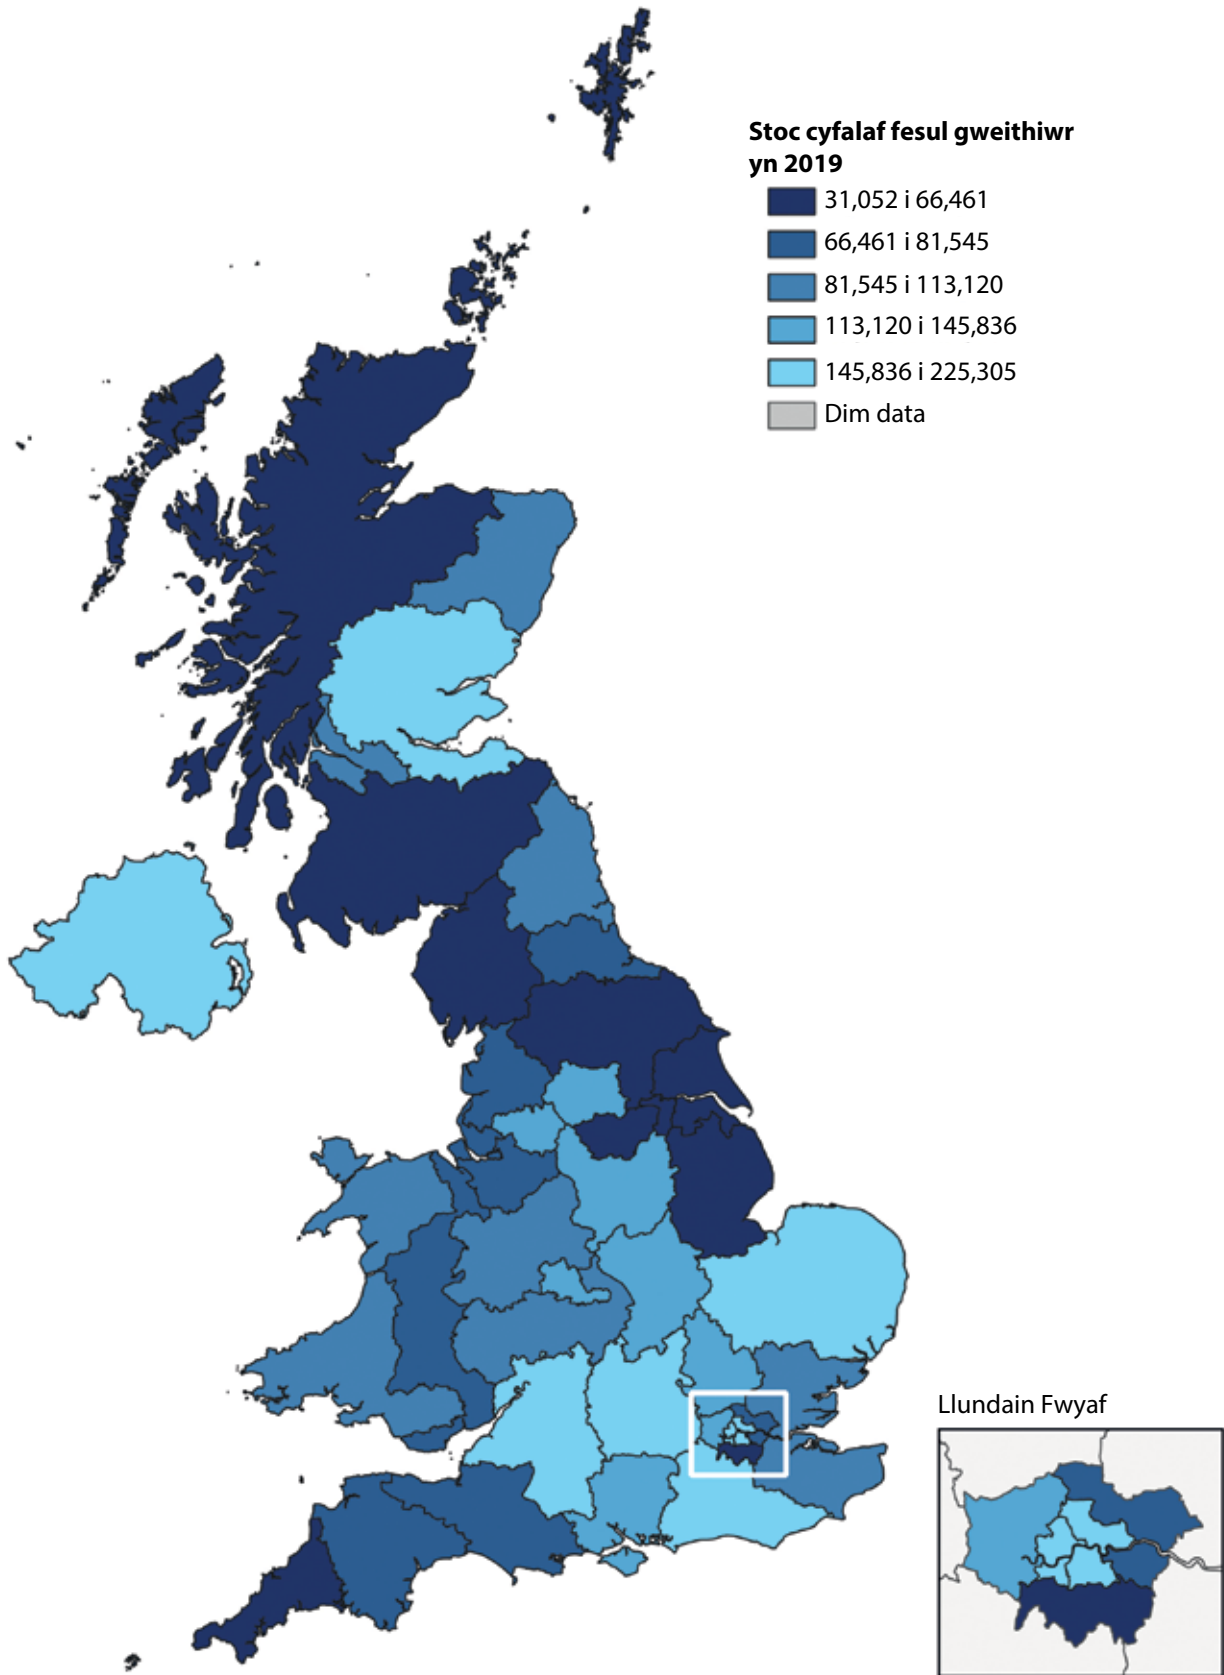 Stoc cyfalaf fesul gweithiwr
yn 2019
31,052 i 66,461
66,461 i 81,545
81,545 i 113,120
113,120 i 145,836
145,836 i 225,305
Dim data
Llundain Fwyaf